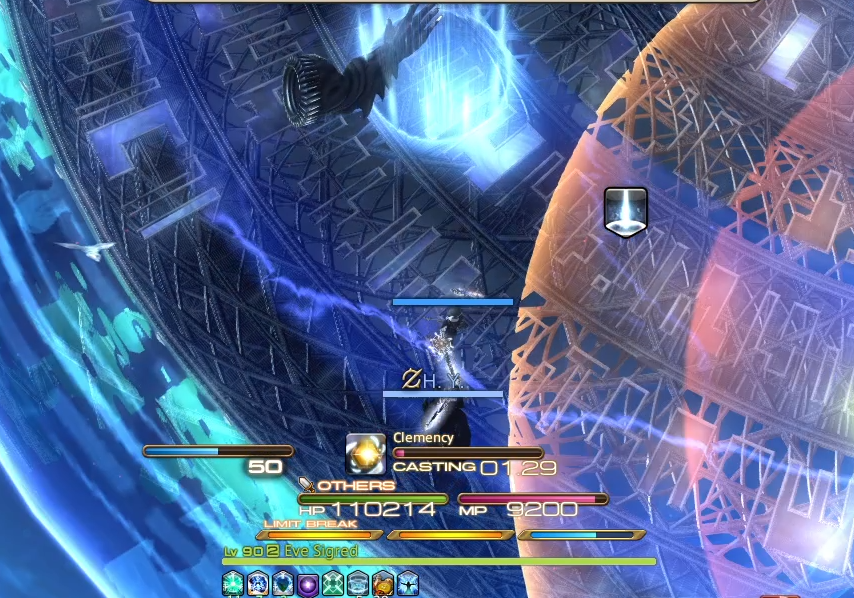 H. Y.
Clemency
50
CASTING 01.29
OTHERS
HP 110214 MP 9200
LIMIT BREAK
Lv 90 2 Eve Sigred